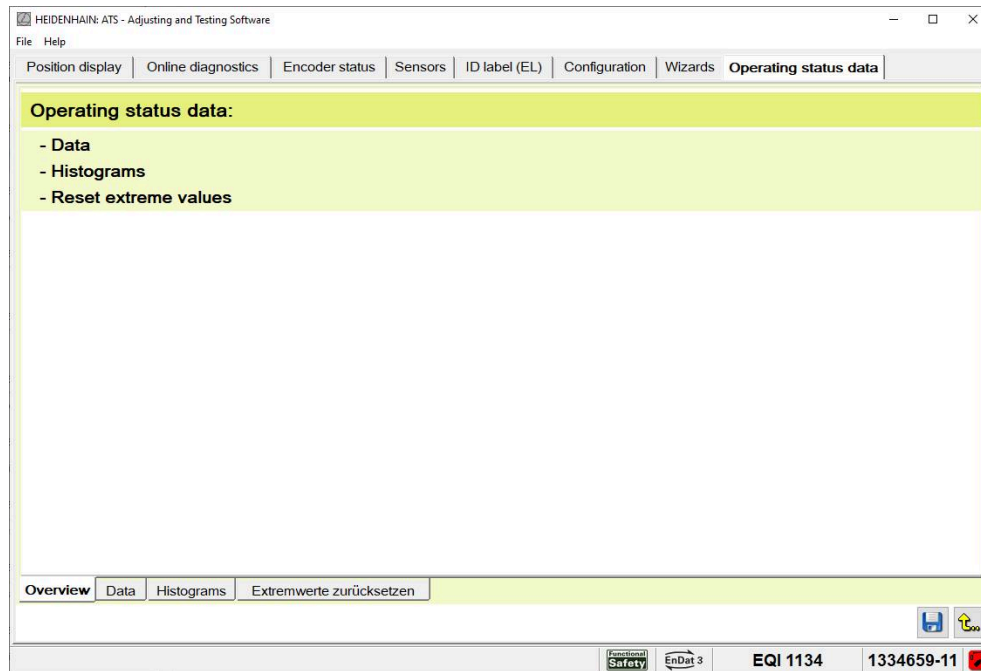 HEIDENHAIN: ATS - Adjusting and Testing Software
File Help
Position display Online diagnostics Encoder status Sensors ID label (EL) Configuration Wizards Operating status data
Operating status data:
- Data
- Histograms
- Reset extreme values
Overview Data Histograms Extremwerte zurücksetzen
Functional Safety EnDat 3 EQI 1134 1334659-11